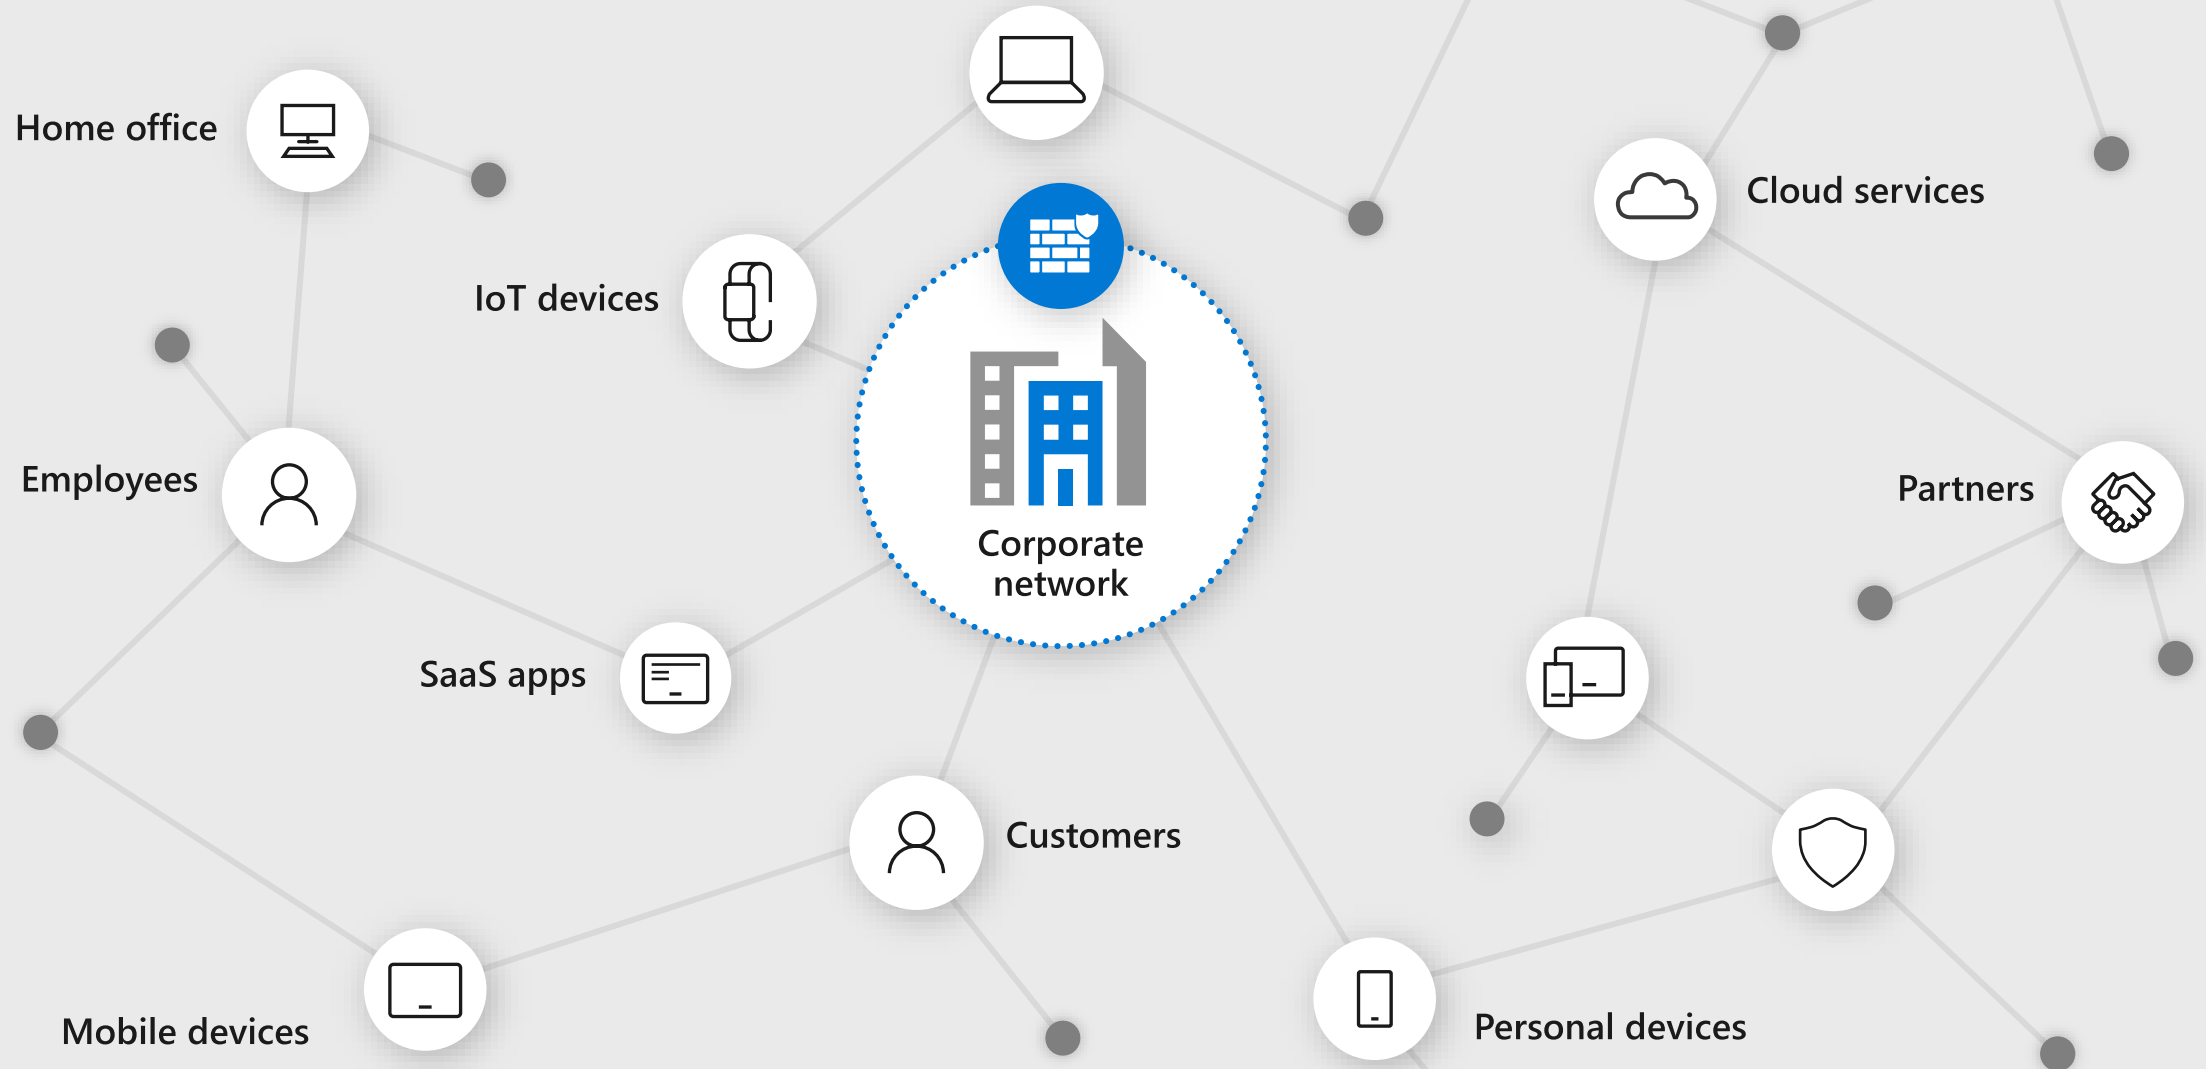 Home office
Cloud services
IoT devices
Employees
Partners
Corporate
network
SaaS apps
Customers
Mobile devices
Personal devices